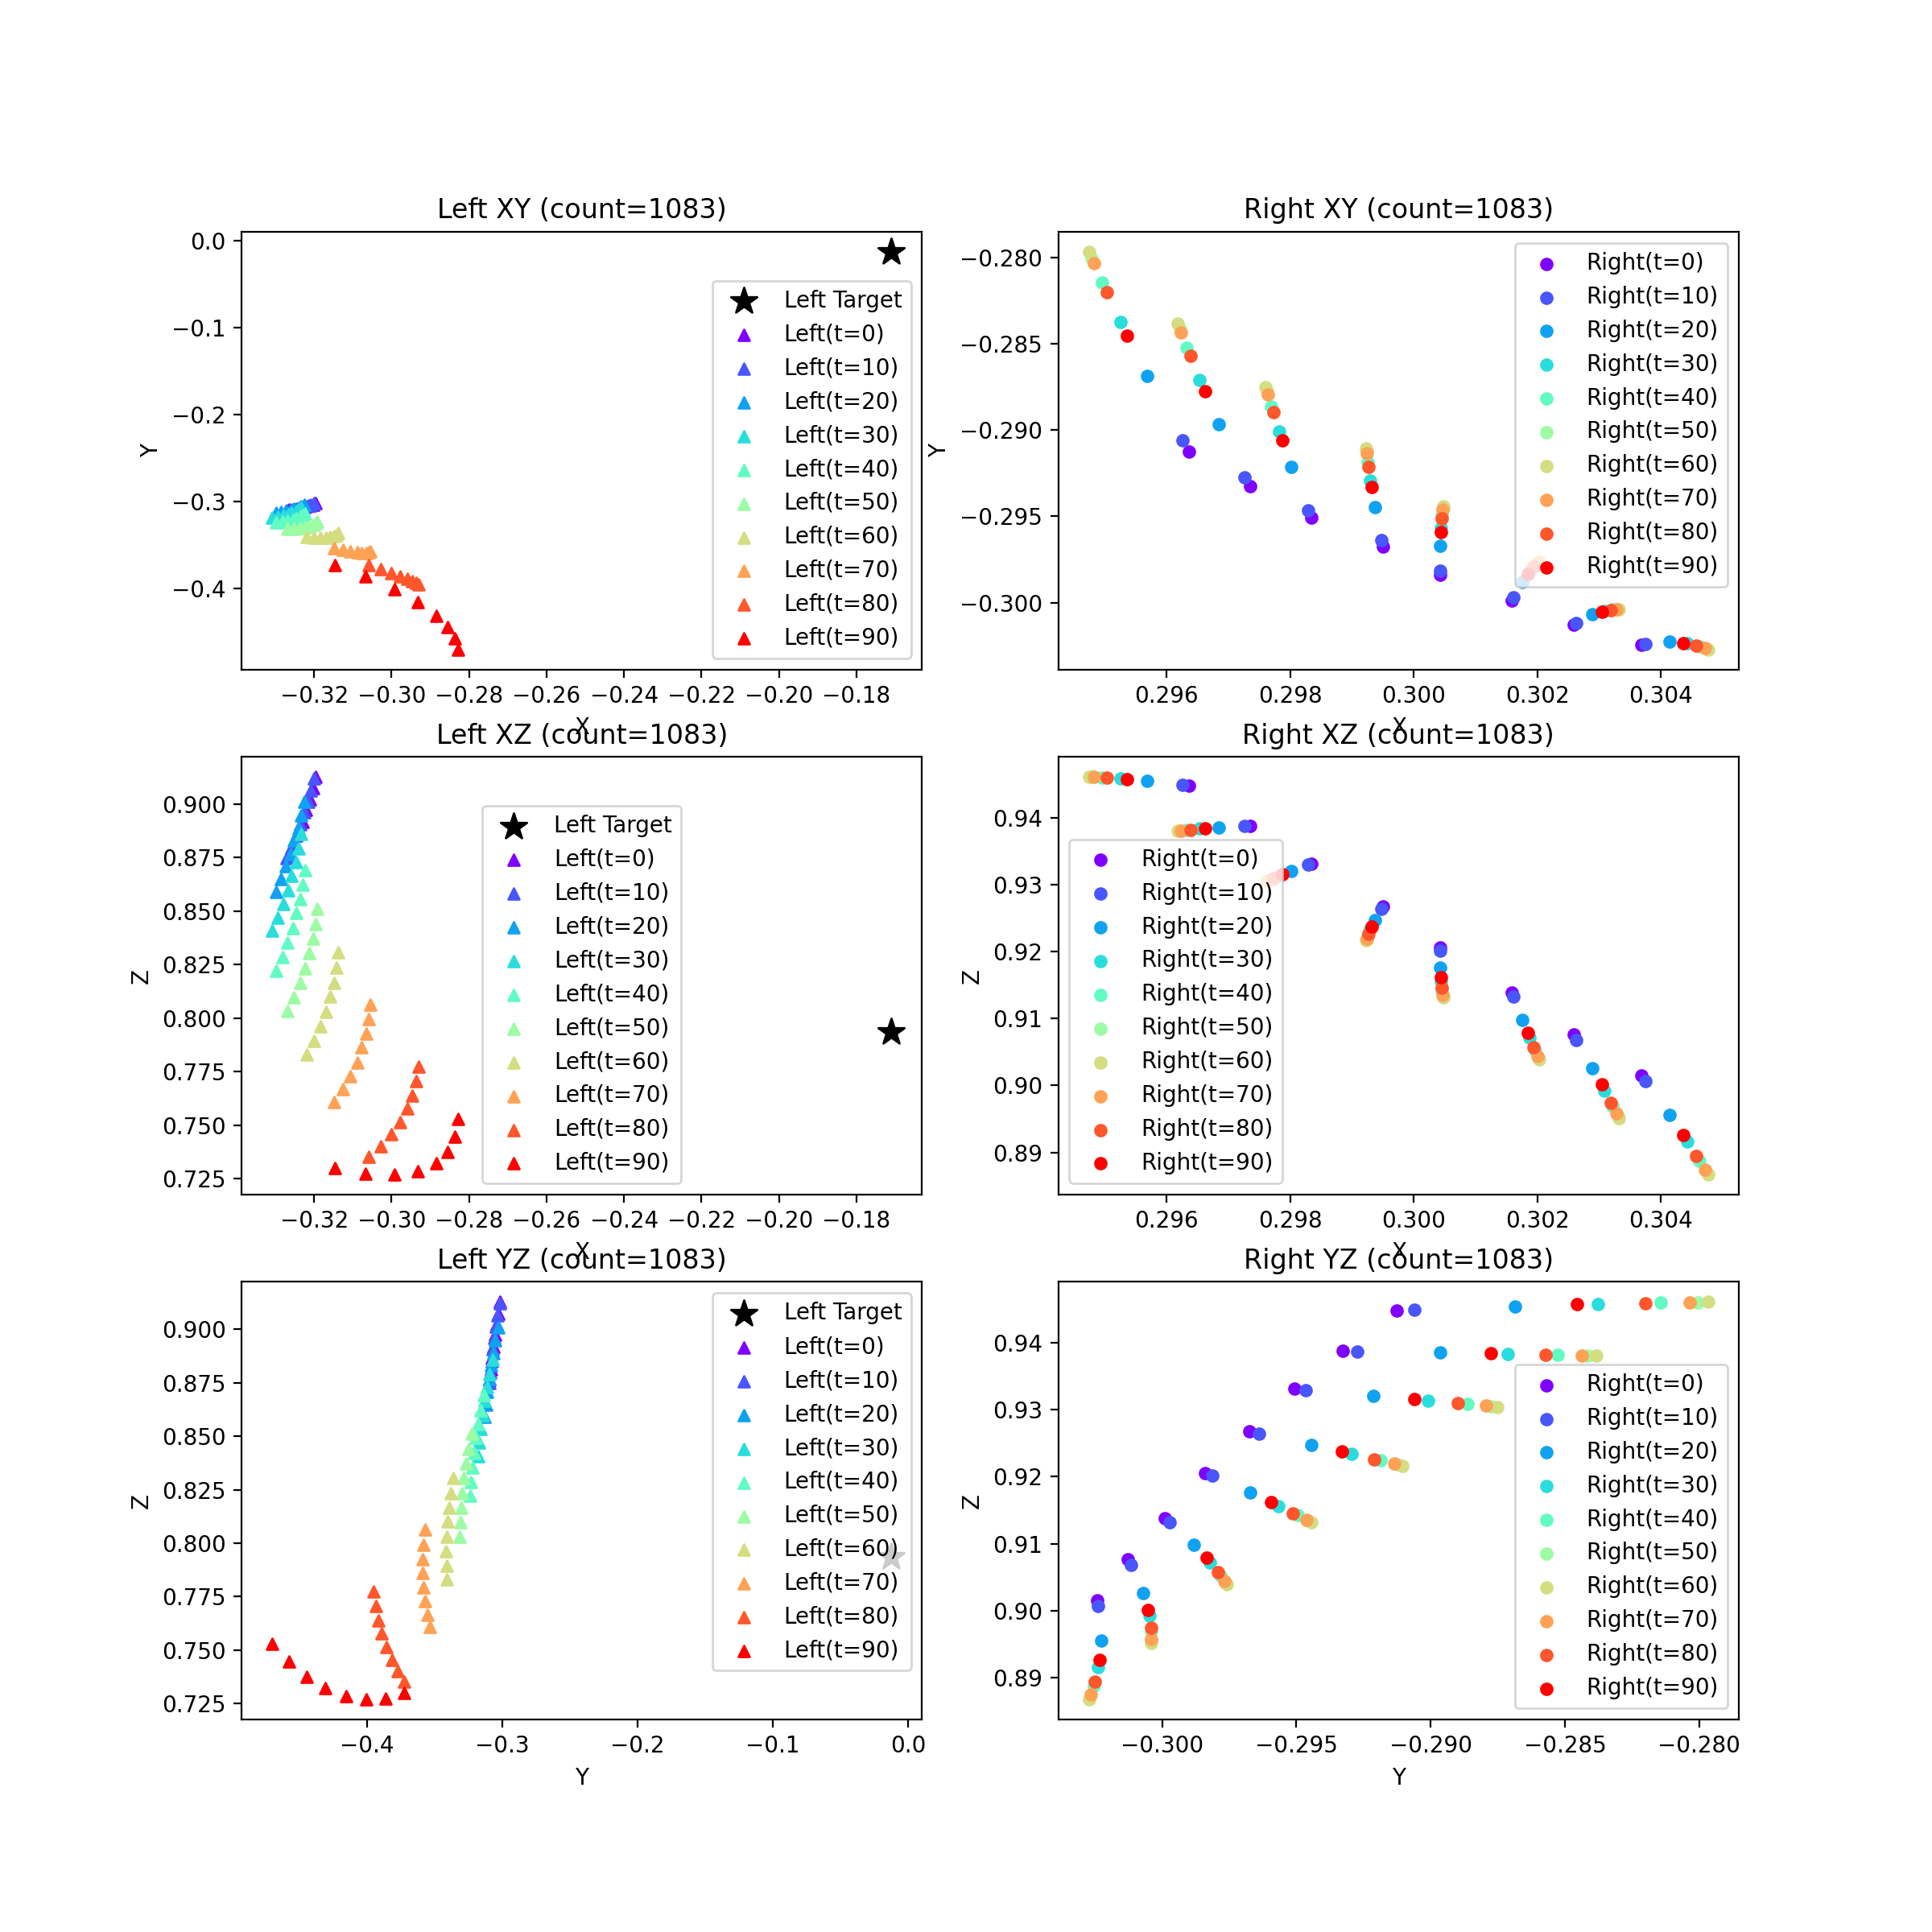 Left XY (count=1083)
0.0
−0.1
−0.2
−0.3
−0.4
Y
−0.32
−0.30
−0.28
−0.26
−0.24
−0.22
−0.20
−0.18
X
Left Target
Left(t=0)
Left(t=10)
Left(t=20)
Left(t=30)
Left(t=40)
Left(t=50)
Left(t=60)
Left(t=70)
Left(t=80)
Left(t=90)
Right XY (count=1083)
−0.280
−0.285
−0.290
−0.295
−0.300
Y
0.296
0.298
0.300
0.302
0.304
X
Right(t=0)
Right(t=10)
Right(t=20)
Right(t=30)
Right(t=40)
Right(t=50)
Right(t=60)
Right(t=70)
Right(t=80)
Right(t=90)
Left XZ (count=1083)
0.900
0.875
0.850
0.825
0.800
0.775
0.750
0.725
Z
−0.32
−0.30
−0.28
−0.26
−0.24
−0.22
−0.20
−0.18
X
Left Target
Left(t=0)
Left(t=10)
Left(t=20)
Left(t=30)
Left(t=40)
Left(t=50)
Left(t=60)
Left(t=70)
Left(t=80)
Left(t=90)
Right XZ (count=1083)
0.94
0.93
0.92
0.91
0.90
0.89
Z
0.296
0.298
0.300
0.302
0.304
X
Right(t=0)
Right(t=10)
Right(t=20)
Right(t=30)
Right(t=40)
Right(t=50)
Right(t=60)
Right(t=70)
Right(t=80)
Right(t=90)
Left YZ (count=1083)
0.900
0.875
0.850
0.825
0.800
0.775
0.750
0.725
Z
−0.4
−0.3
−0.2
−0.1
0.0
Y
Left Target
Left(t=0)
Left(t=10)
Left(t=20)
Left(t=30)
Left(t=40)
Left(t=50)
Left(t=60)
Left(t=70)
Left(t=80)
Left(t=90)
Right YZ (count=1083)
0.94
0.93
0.92
0.91
0.90
0.89
Z
−0.300
−0.295
−0.290
−0.285
−0.280
Y
Right(t=0)
Right(t=10)
Right(t=20)
Right(t=30)
Right(t=40)
Right(t=50)
Right(t=60)
Right(t=70)
Right(t=80)
Right(t=90)